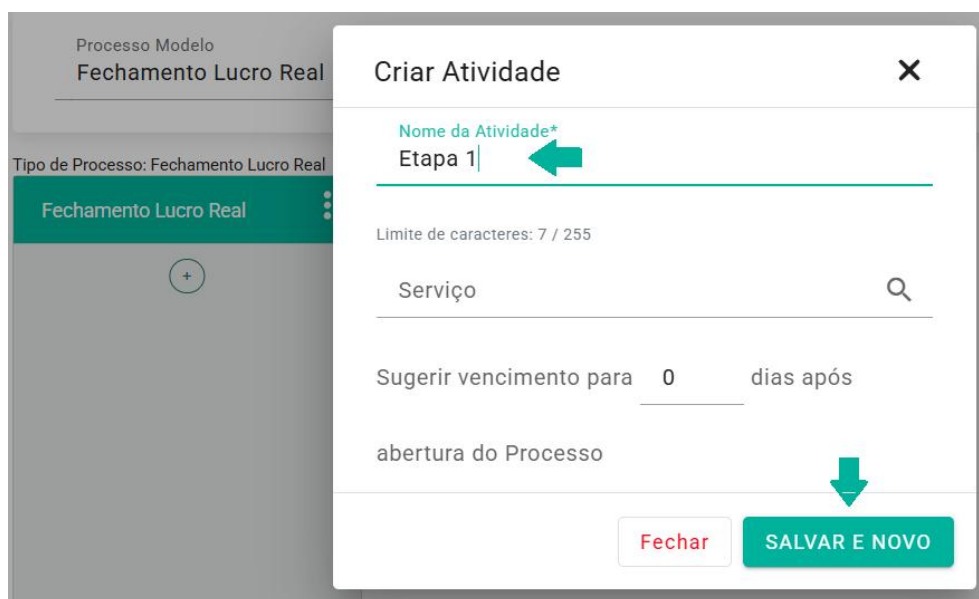 Processo Modelo
Fechamento Lucro Real
Tipo de Processo: Fechamento Lucro Real
Fechamento Lucro Real
+
Criar Atividade
Nome da Atividade*
Etapa 1
Limite de caracteres: 7 / 255
Serviço
Sugerir vencimento para 0 dias após
abertura do Processo
Fechar
SALVAR E NOVO